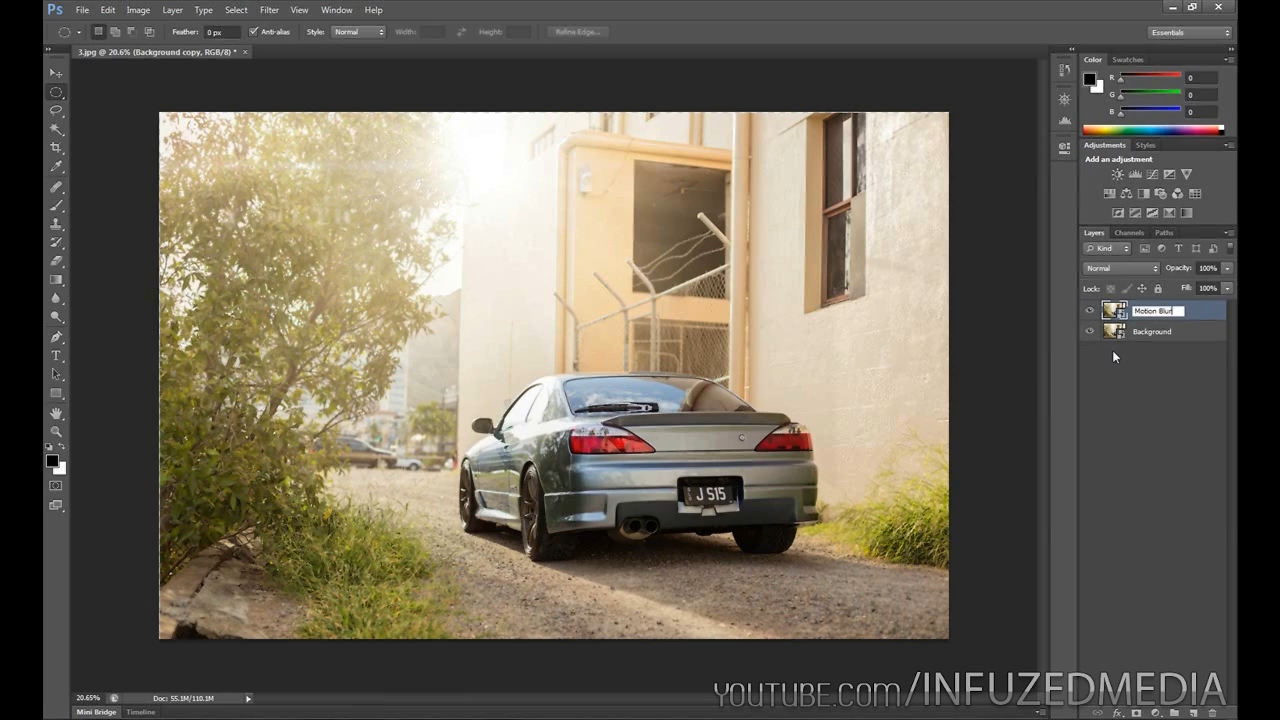 Ps File Edit Image Layer Type Select Filter View Window Help
Feather: 0 px Anti-alias Style: Normal Width: Height: Refine Edge... Essentials
3.jpg @ 20.6% (Background copy, RGB/8) * ×
Color Swatches
R 0
G 0
B 0
Adjustments Styles
Add an adjustment
Layers Channels Paths
Kind
Normal Opacity: 100%
Lock: Fill: 100%
Motion Blur
Background
J S15
20.65% Doc: 55.1M/110.1M
Mini Bridge Timeline
YOUTUBE.COM/INFUZEDMEDIA